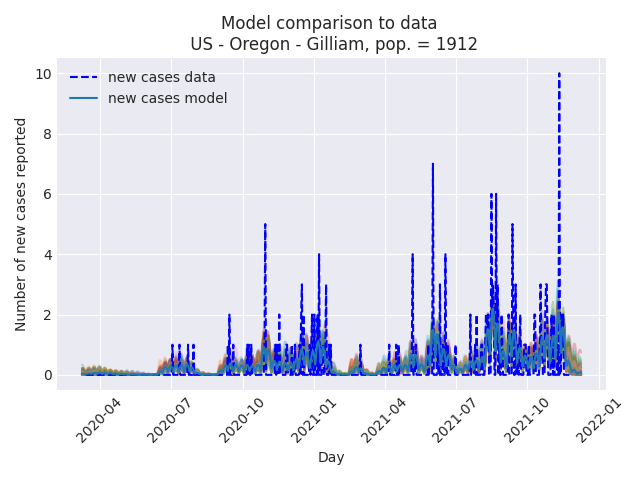 Model comparison to data
US - Oregon - Gilliam, pop. = 1912
new cases data
new cases model
Number of new cases reported
10
8
6
4
2
0
2020-04
2020-07
2020-10
2021-01
2021-04
2021-07
2021-10
2022-01
Day